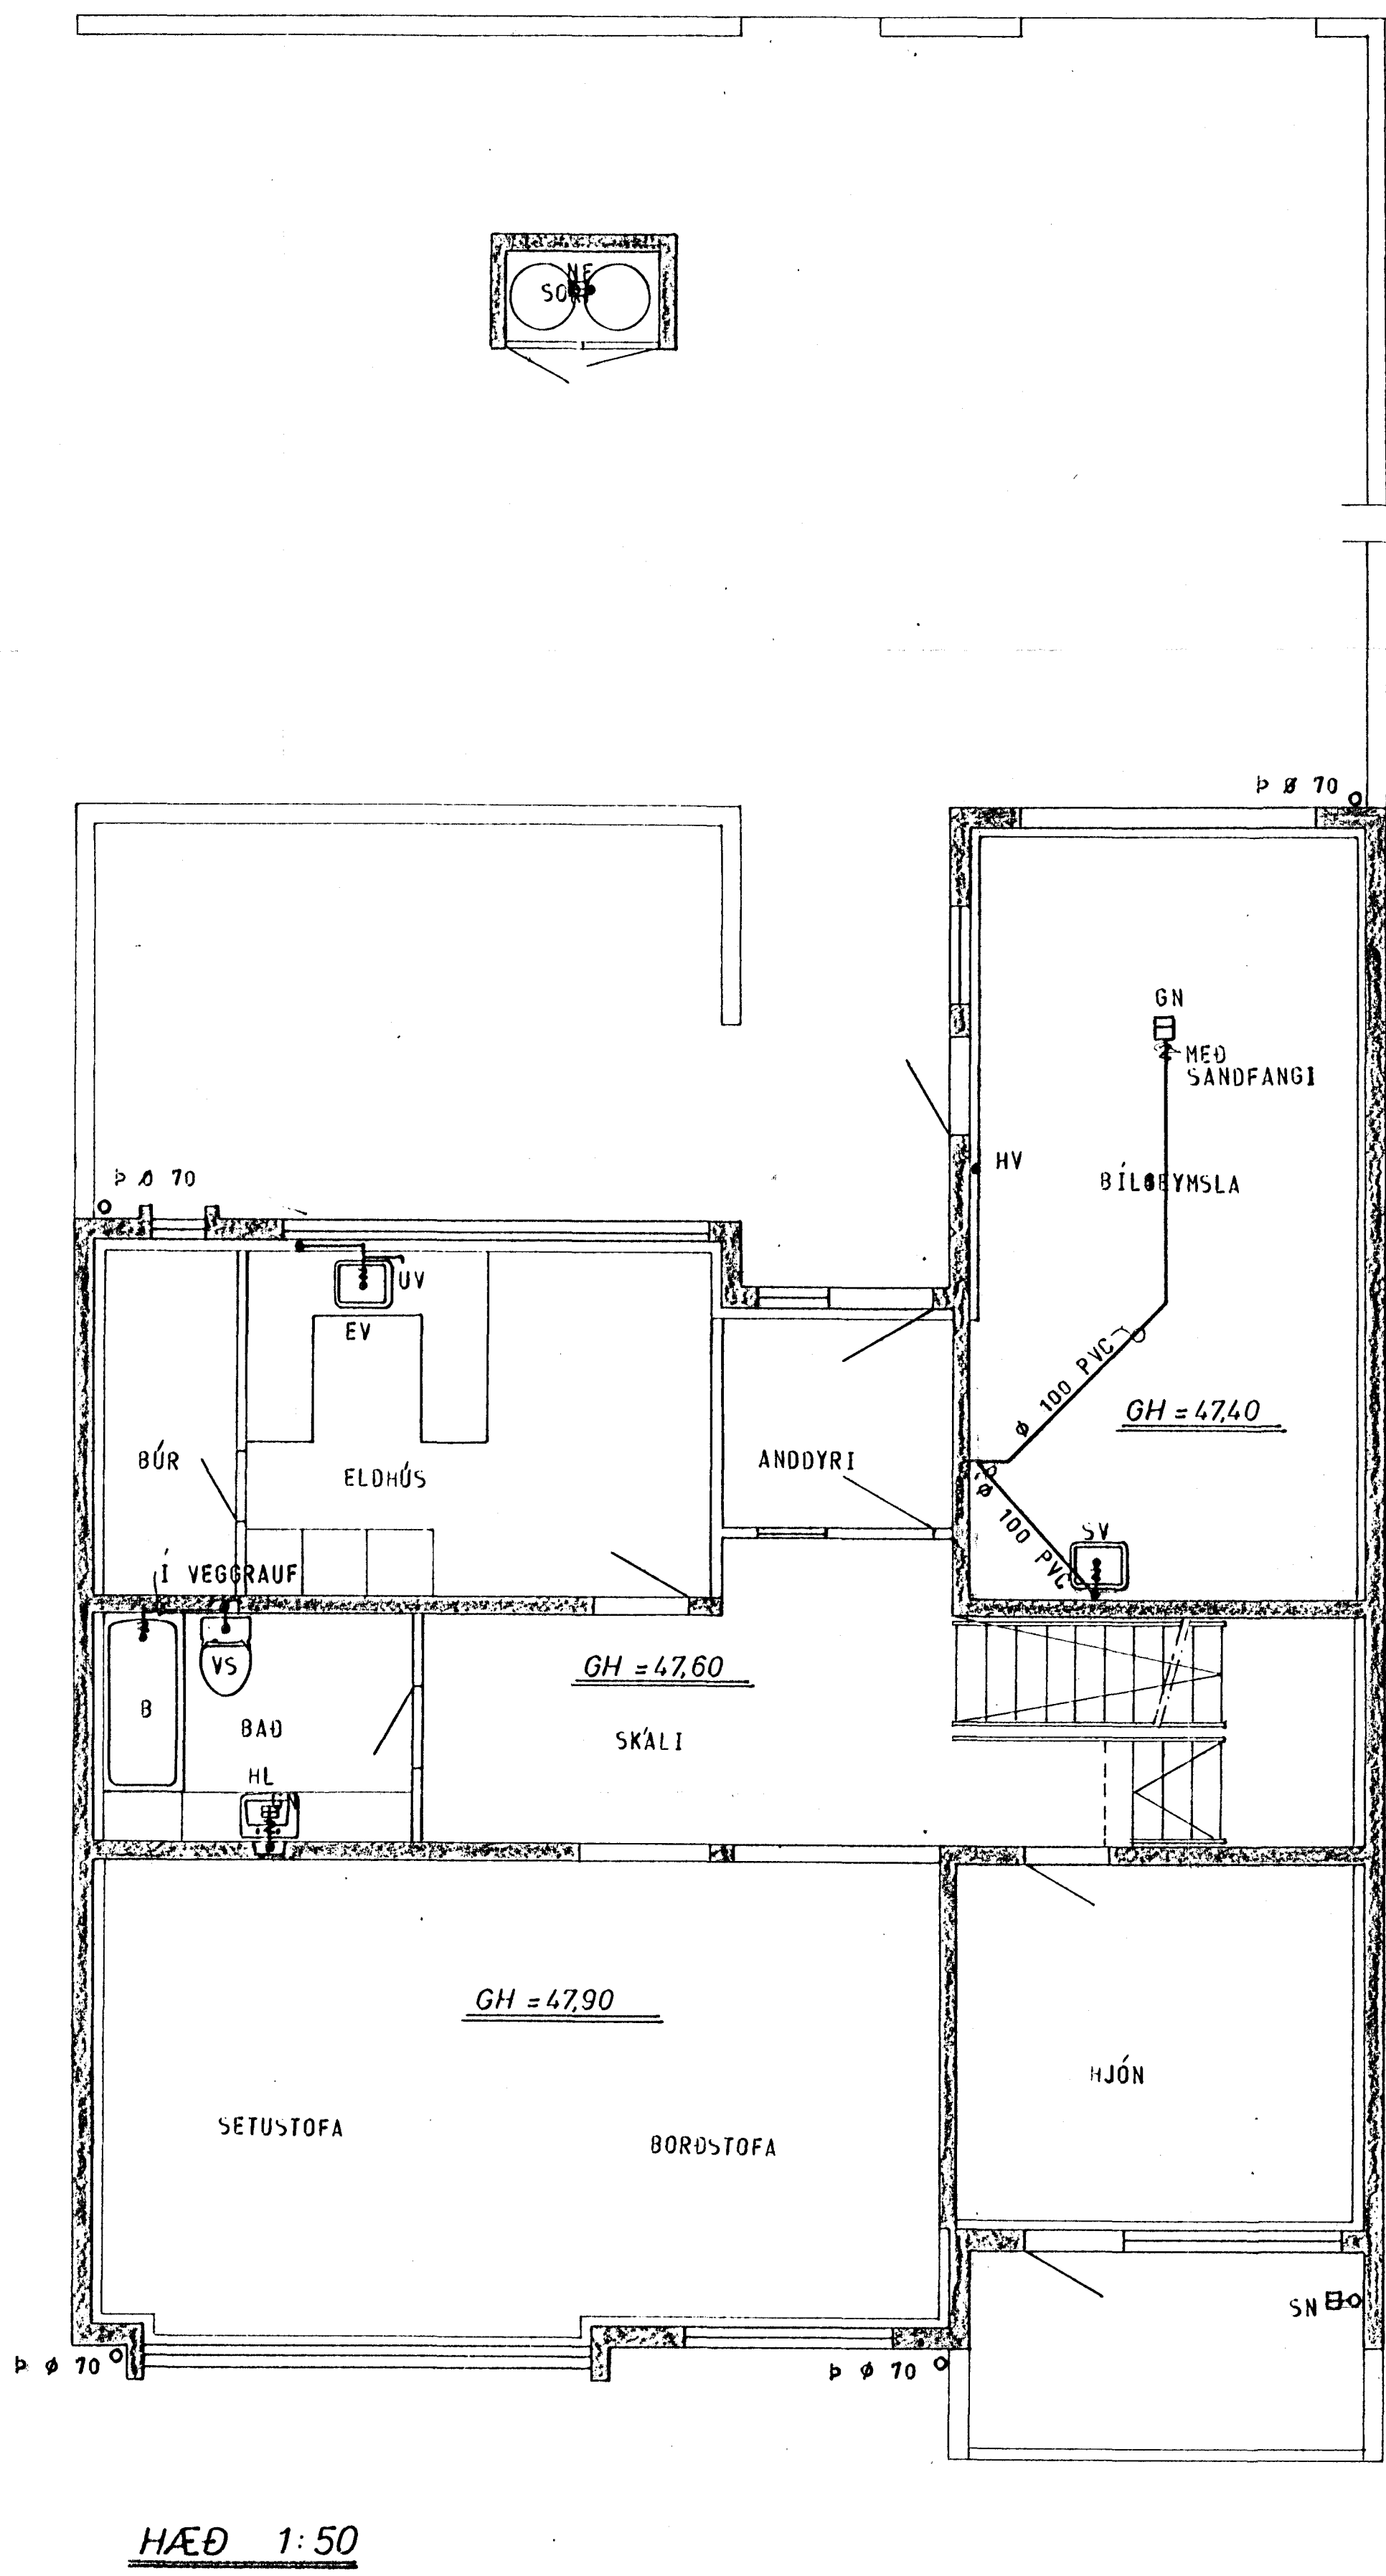 NF
SORP
Þ Ø 70
GN
MEÐ
SANDFANGI
HV
BÍLGEYMSLA
Þ Ø 70
UV
EV
Ø 100 PVC
GH = 47,40
BÚR
ELDHÚS
ANDDYRI
Ø 100 PVC
SV
Í VEGGRAUF
VS
B
BAÐ
GH = 47,60
SKÁLI
HL
GN
GH = 47,90
HJÓN
SETUSTOFA
BORÐSTOFA
SN
Þ Ø 70
Þ Ø 70
HÆÐ 1:50